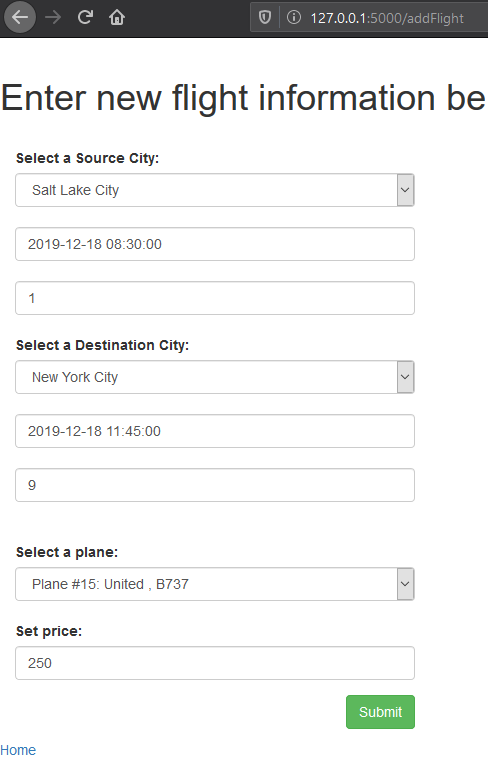 127.0.0.1:5000/addFlight
Enter new flight information be
Select a Source City:
Salt Lake City
2019-12-18 08:30:00
1
Select a Destination City:
New York City
2019-12-18 11:45:00
9
Select a plane:
Plane #15: United , B737
Set price:
250
Submit
Home